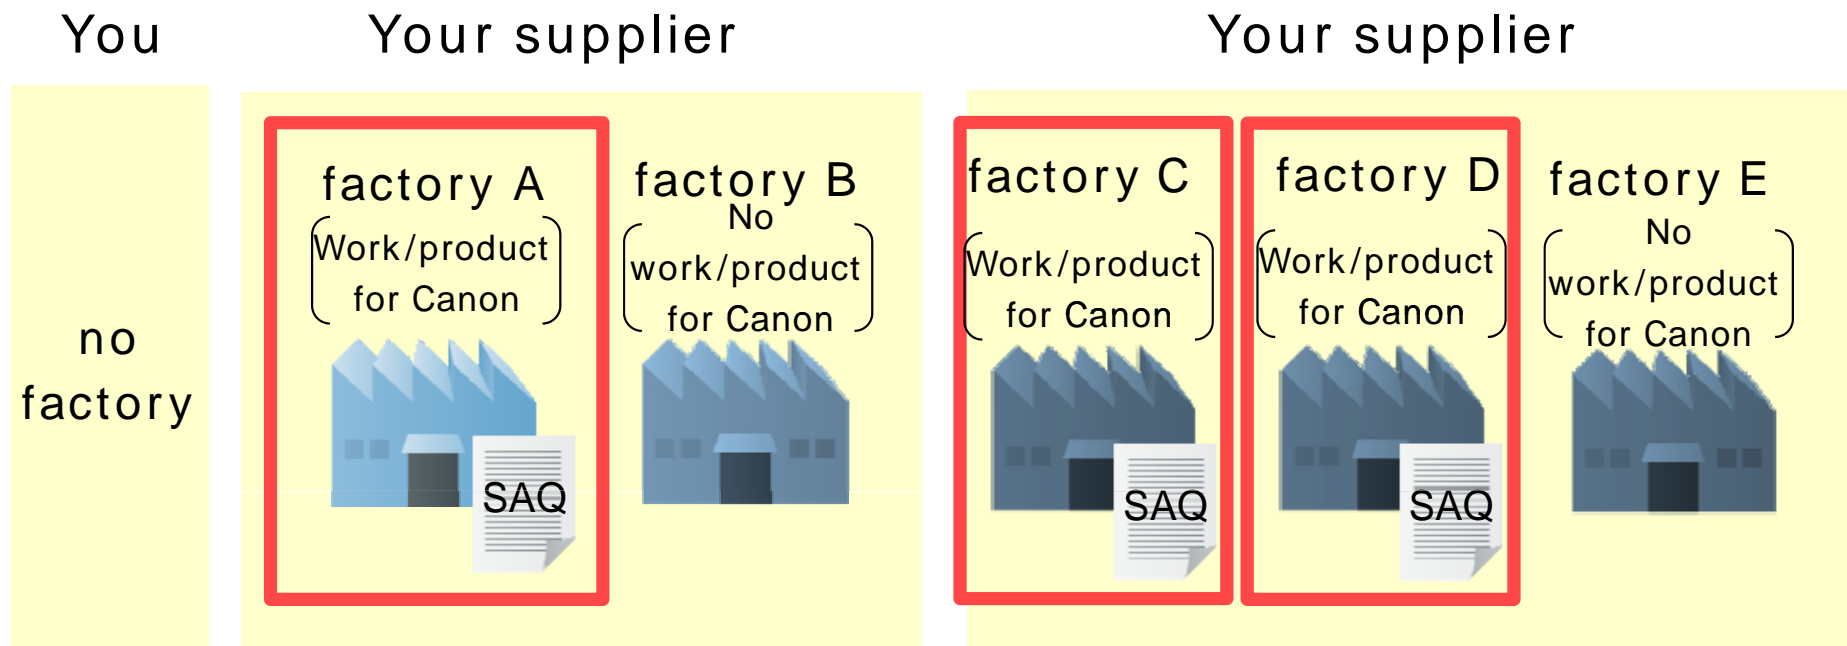 You
Your supplier
Your supplier
no
factory
factory A
Work/product
for Canon
SAQ
factory B
No
work/product
for Canon
factory C
Work/product
for Canon
SAQ
factory D
Work/product
for Canon
SAQ
factory E
No
work/product
for Canon